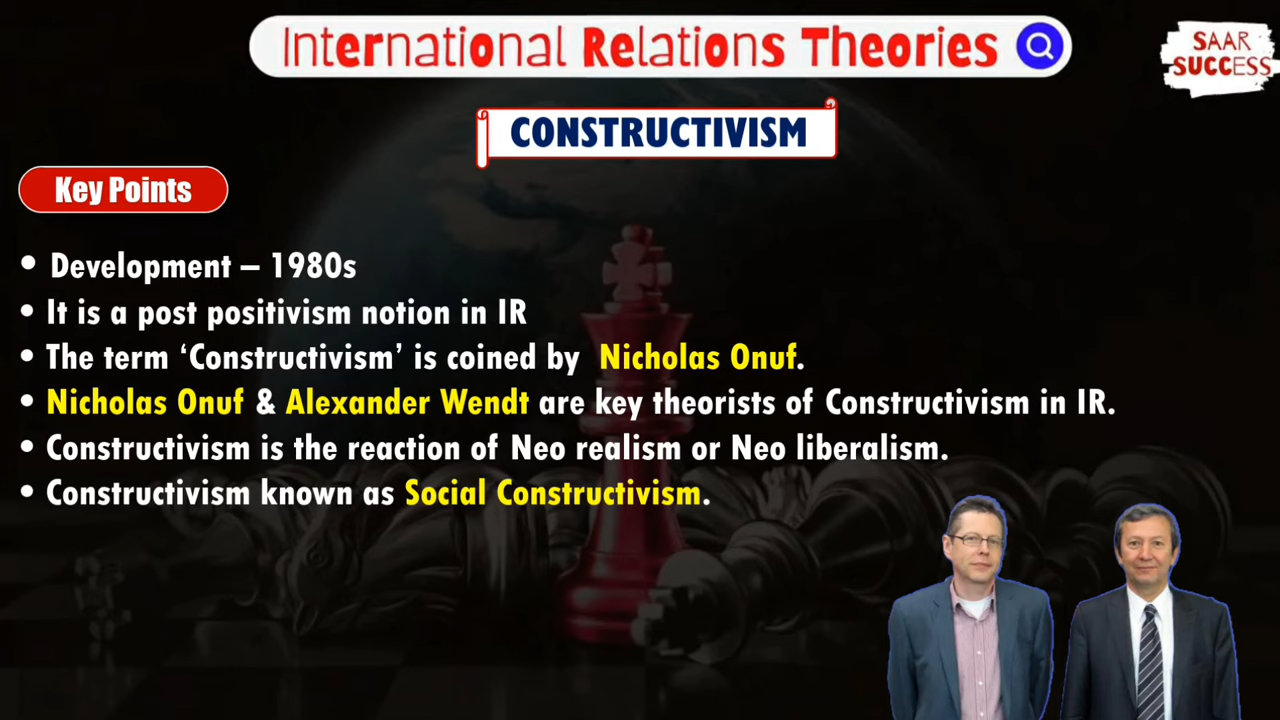 International Relations Theories
SAAR
SUCCESS
CONSTRUCTIVISM
Key Points
• Development – 1980s
• It is a post positivism notion in IR
• The term ‘Constructivism’ is coined by Nicholas Onuf.
• Nicholas Onuf & Alexander Wendt are key theorists of Constructivism in IR.
• Constructivism is the reaction of Neo realism or Neo liberalism.
• Constructivism known as Social Constructivism.